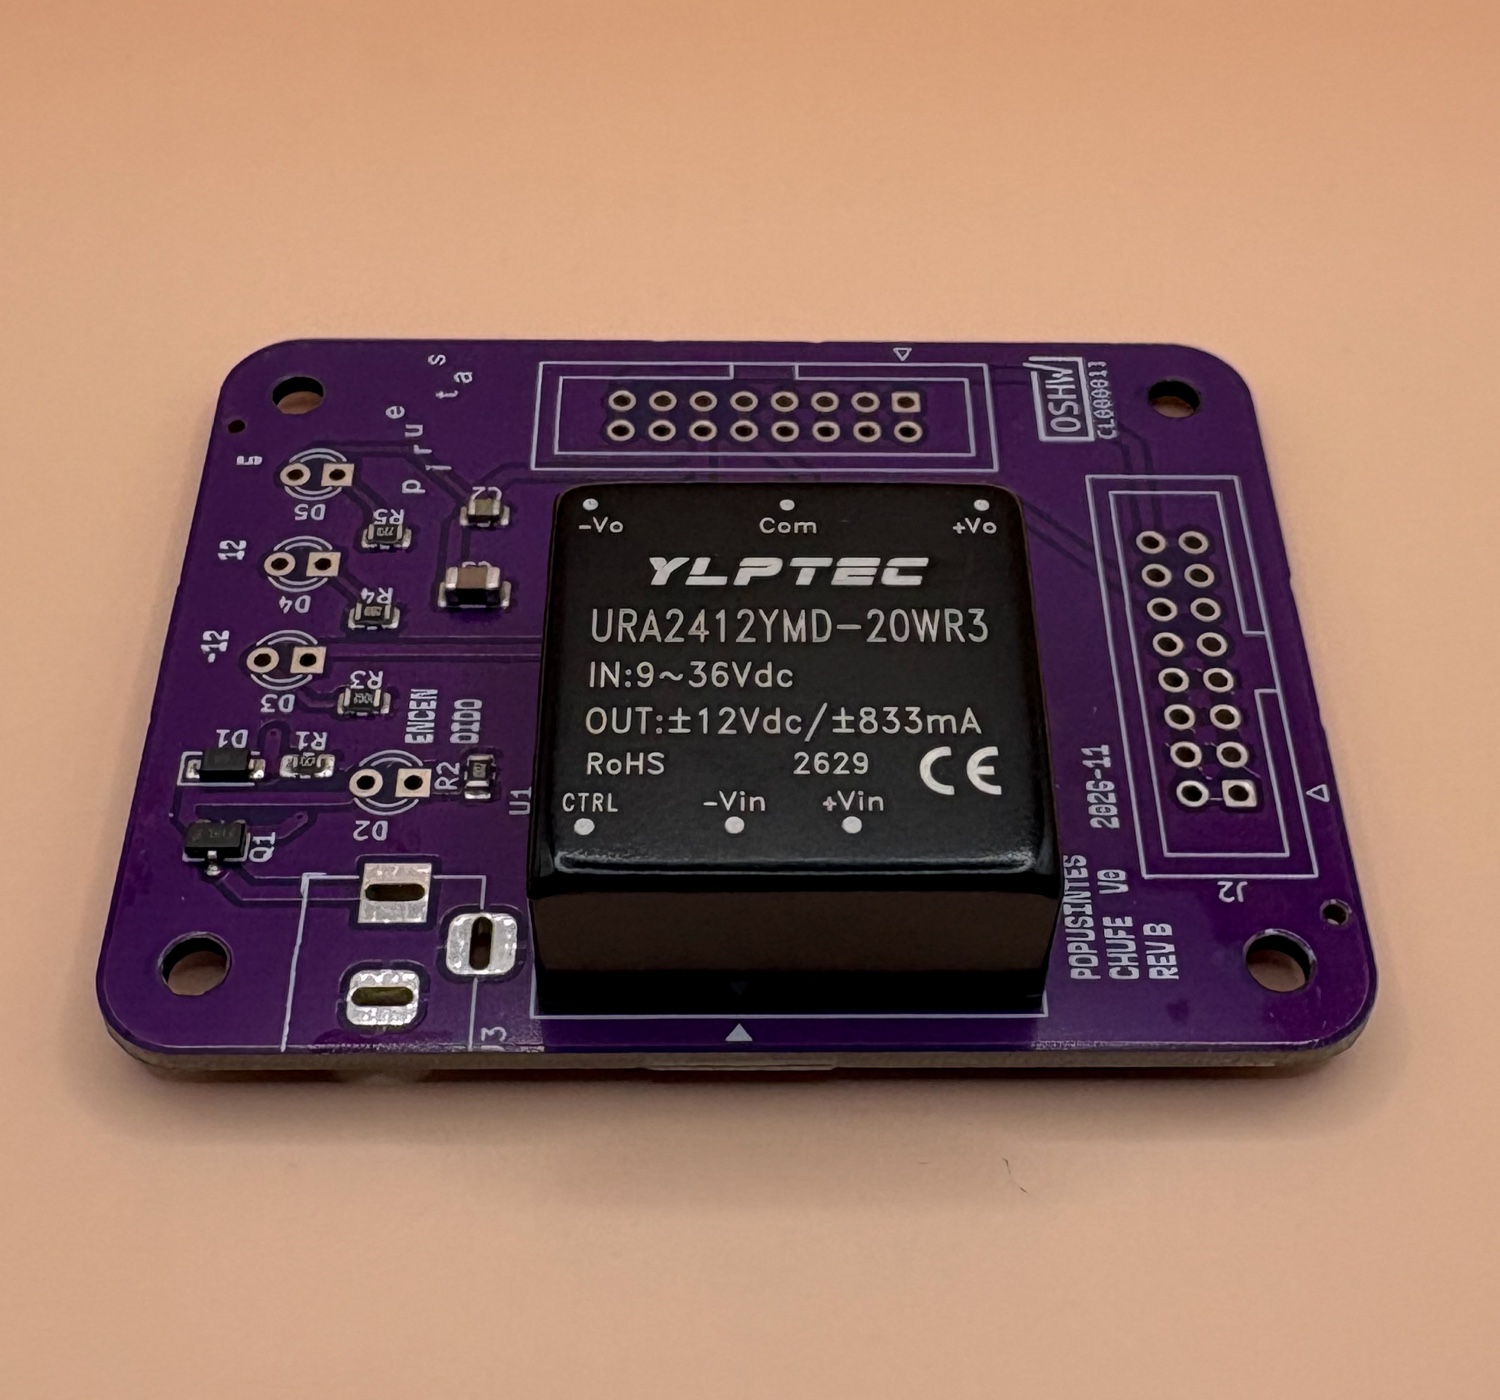 piruetas
OSHW
CL000013
5
D5
R5
12
D4
R4
-12
D3
R3
D1
R1
ENCEN
DIDO
R2
D2
Q1
U1
-Vo Com +Vo
YLPTEC
URA2412YMD-20WR3
IN:9~36Vdc
OUT:±12Vdc/±833mA
RoHS 2629 CE
CTRL -Vin +Vin
2026-11
POPUSINTES
CHUFE V0
REV B
J2